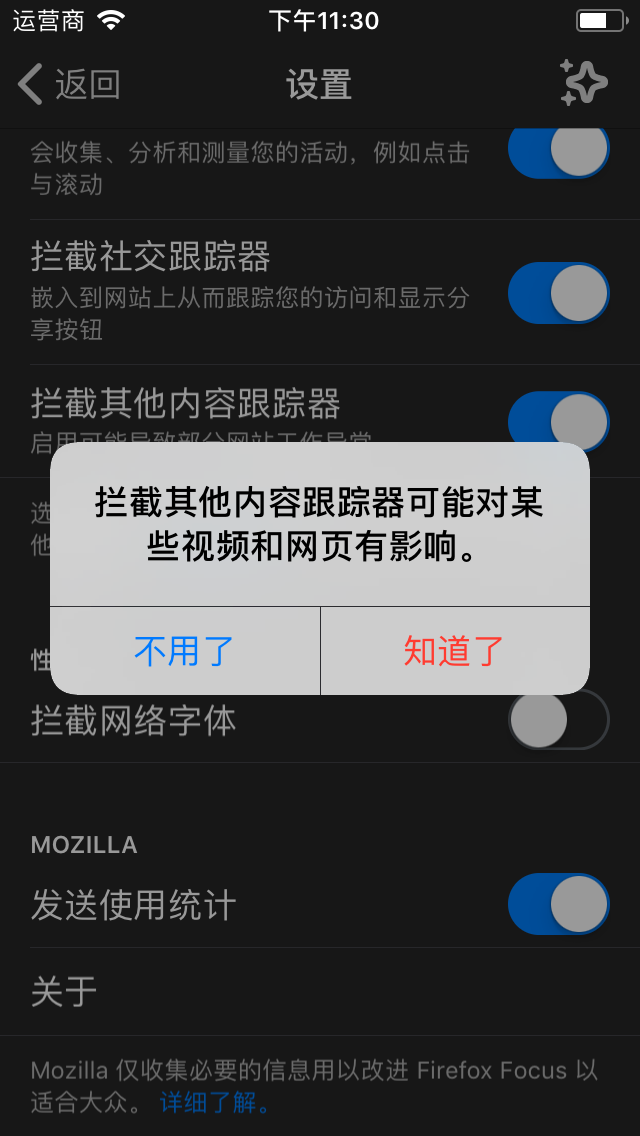 运营商 下午11:30
返回 设置
会收集、分析和测量您的活动，例如点击
与滚动
拦截社交跟踪器
嵌入到网站上从而跟踪您的访问和显示分
享按钮
拦截其他内容跟踪器
启用可能导致部分网站工作异常
选
他
拦截其他内容跟踪器可能对某
些视频和网页有影响。
不用了 知道了
性
拦截网络字体
MOZILLA
发送使用统计
关于
Mozilla 仅收集必要的信息用以改进 Firefox Focus 以
适合大众。 详细了解。